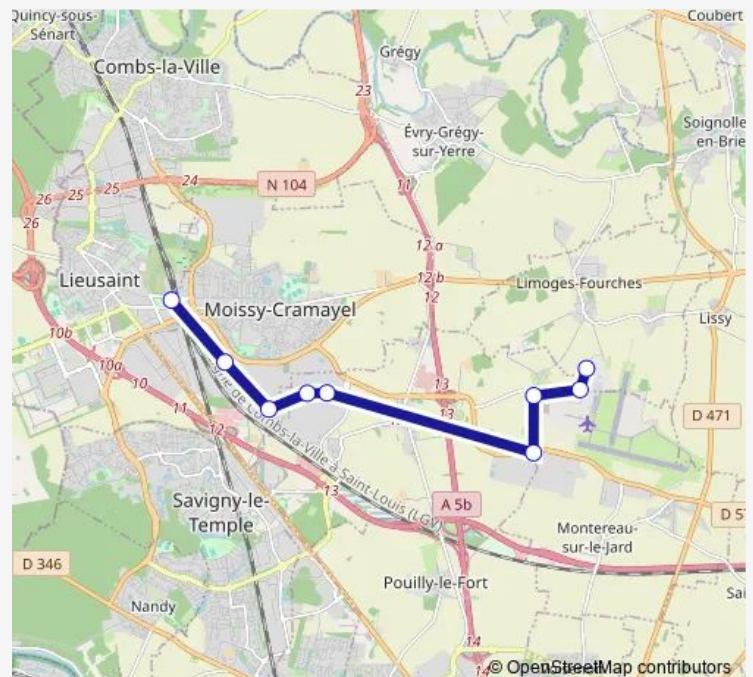 Quincy-sous-
Sénart
Coubert
Combs-la-Ville
Grégy
23
Évry-Grégy-
sur-Yerre
Soignolle
en-Brie
24
N 104
25
25
26
26
11
12 a
12 b
12
Limoges-Fourches
Lieusaint
Moissy-Cramayel
Lissy
10b
10a
10
11
12
13
13
D 471
de Combs-la-Ville à Saint-Louis (LGV)
13
Savigny-le-
Temple
A 5b
D 5
Montereau-
sur-le-Jard
D 346
Nandy
Pouilly-le-Fort
Sai
14
14
© OpenStreetMap contributors